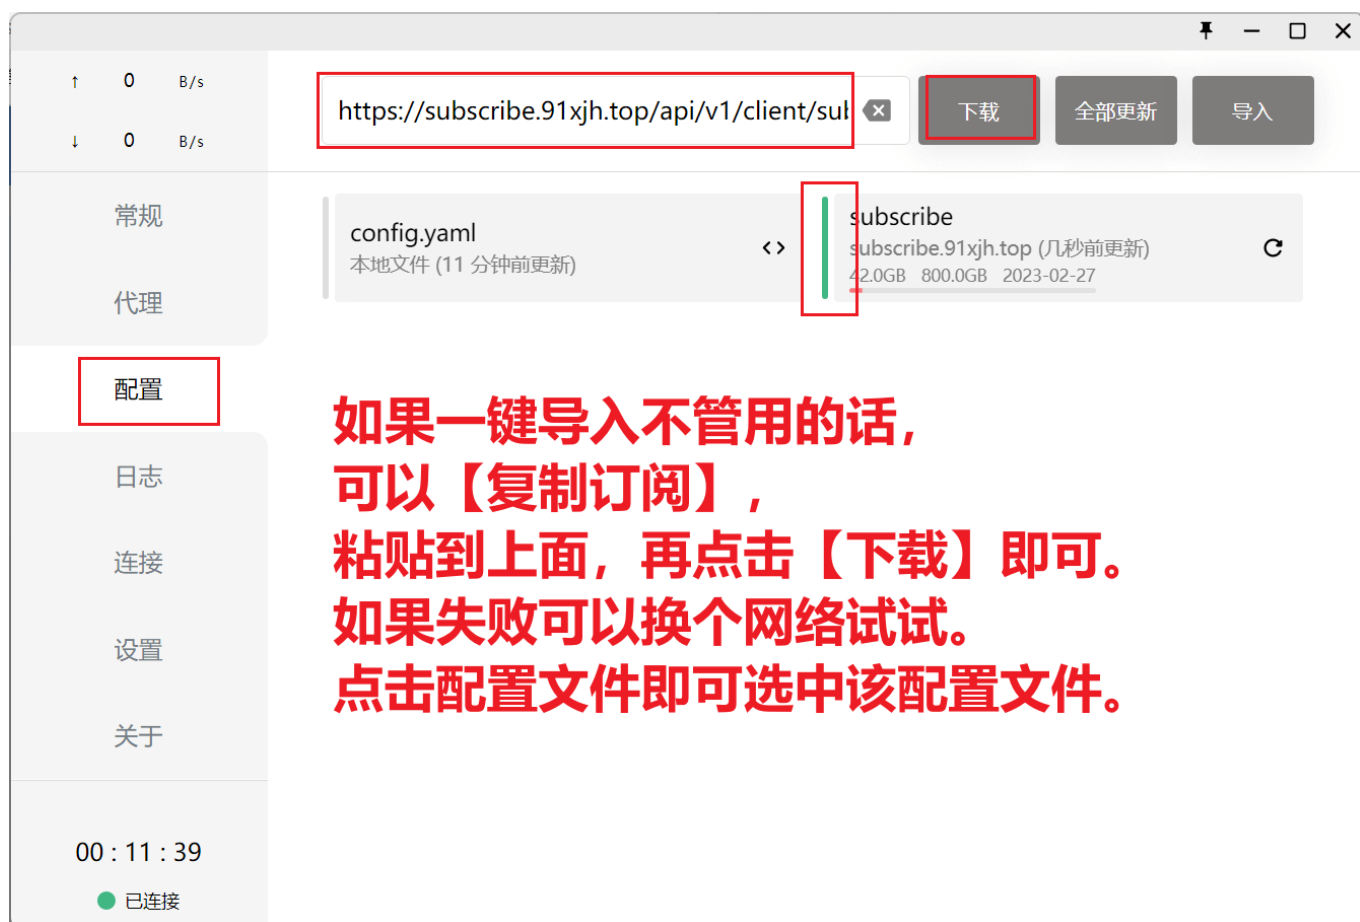 ↑ 0 B/s
↓ 0 B/s
https://subscribe.91xjh.top/api/v1/client/sub
下载
全部更新
导入
常规
代理
配置
日志
连接
设置
关于
00 : 11 : 39
已连接
config.yaml
本地文件 (11 分钟前更新)
subscribe
subscribe.91xjh.top (几秒前更新)
42.0GB 800.0GB 2023-02-27
如果一键导入不管用的话，
可以【复制订阅】，
粘贴到上面，再点击【下载】即可。
如果失败可以换个网络试试。
点击配置文件即可选中该配置文件。